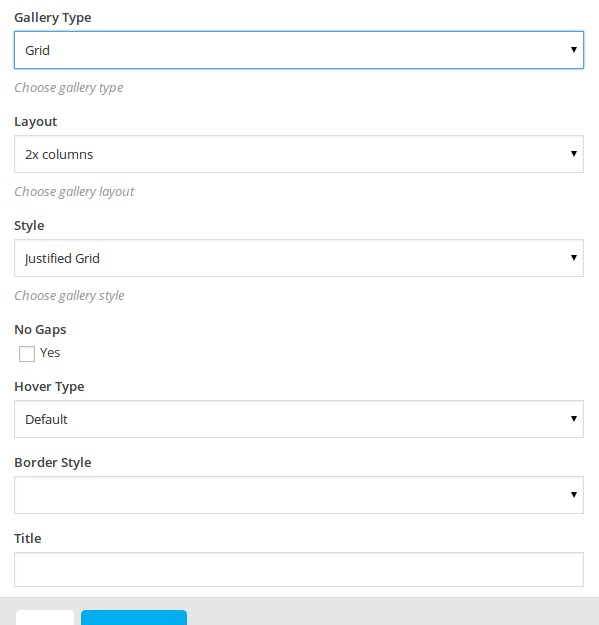 Gallery Type
Grid
Choose gallery type
Layout
2x columns
Choose gallery layout
Style
Justified Grid
Choose gallery style
No Gaps
Yes
Hover Type
Default
Border Style
Title